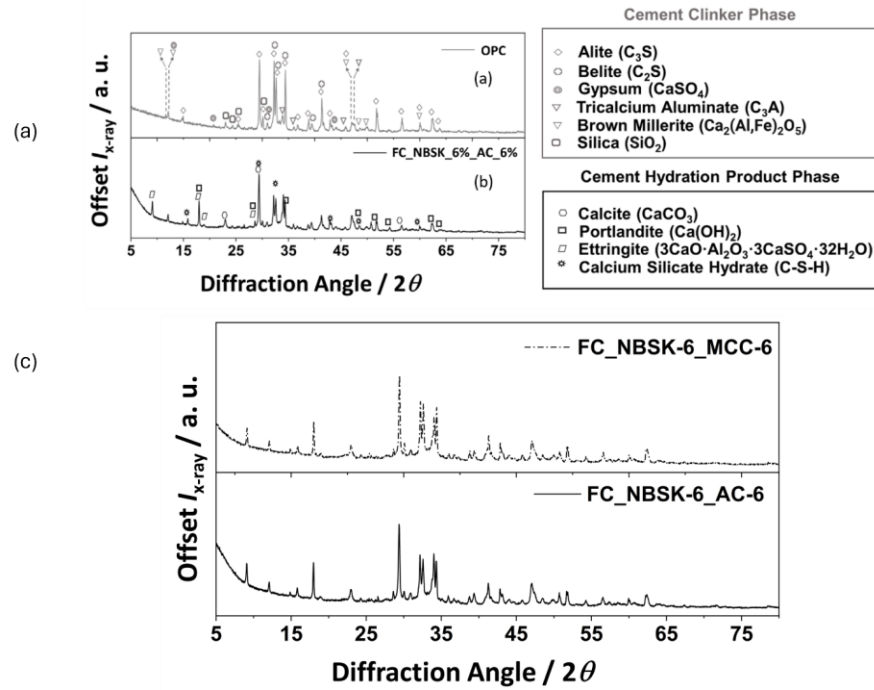 (a)
Offset I x-ray / a. u.
OPC
(a)
FC_NBSK_6%_AC_6%
(b)
5 15 25 35 45 55 65 75
Diffraction Angle / 2θ
Cement Clinker Phase
Alite (C3S)
Belite (C2S)
Gypsum (CaSO4)
Tricalcium Aluminate (C3A)
Brown Millerite (Ca2(Al,Fe)2O5)
Silica (SiO2)
Cement Hydration Product Phase
Calcite (CaCO3)
Portlandite (Ca(OH)2)
Ettringite (3CaO·Al2O3·3CaSO4·32H2O)
Calcium Silicate Hydrate (C-S-H)
(c)
Offset I x-ray / a. u.
FC_NBSK-6_MCC-6
FC_NBSK-6_AC-6
5 15 25 35 45 55 65 75
Diffraction Angle / 2θ